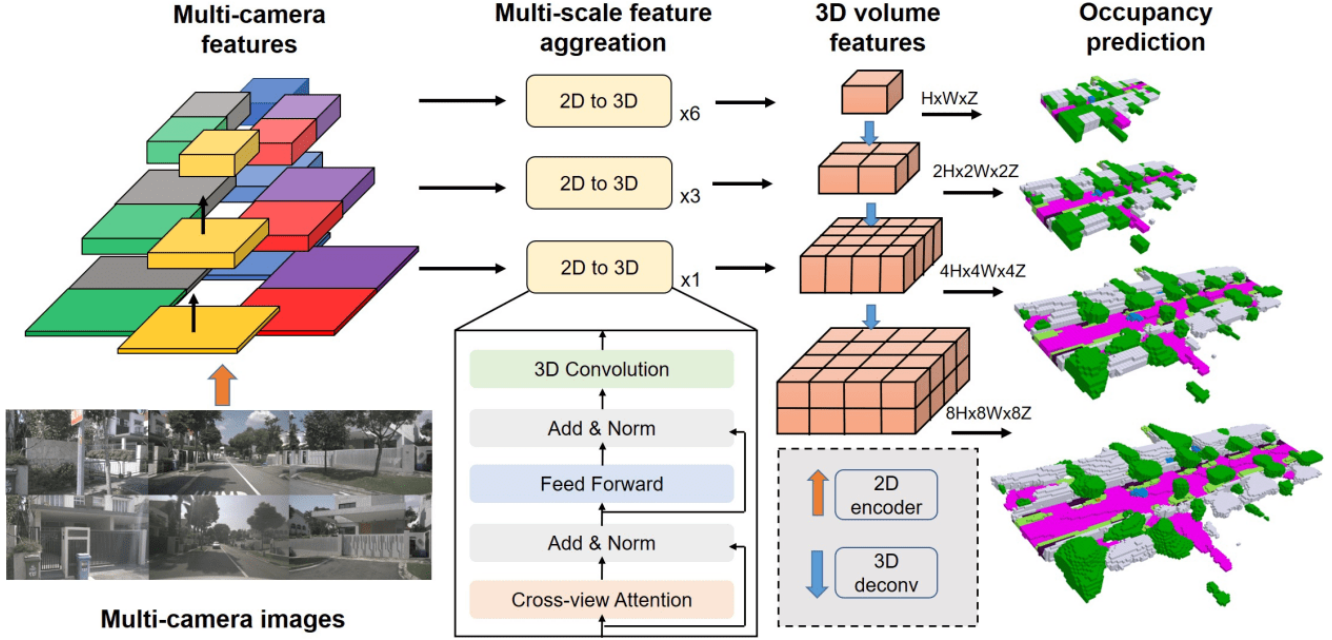 Multi-camera
features
Multi-scale feature
aggreation
3D volume
features
Occupancy
prediction
2D to 3D
x6
HxWxZ
2D to 3D
x3
2Hx2Wx2Z
2D to 3D
x1
4Hx4Wx4Z
3D Convolution
Add & Norm
Feed Forward
Add & Norm
Cross-view Attention
8Hx8Wx8Z
2D
encoder
3D
deconv
Multi-camera images